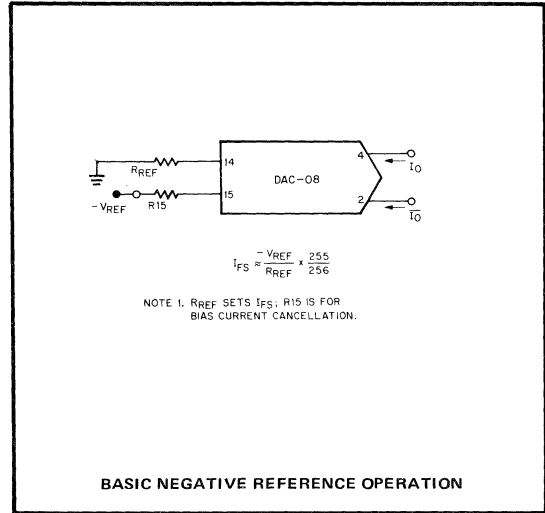 RREF
14
DAC-08
4
IO
-VREF
R15
15
2
IO
IFS ≈ -VREF / RREF x 255 / 256
NOTE 1. RREF SETS IFS; R15 IS FOR
BIAS CURRENT CANCELLATION.
BASIC NEGATIVE REFERENCE OPERATION